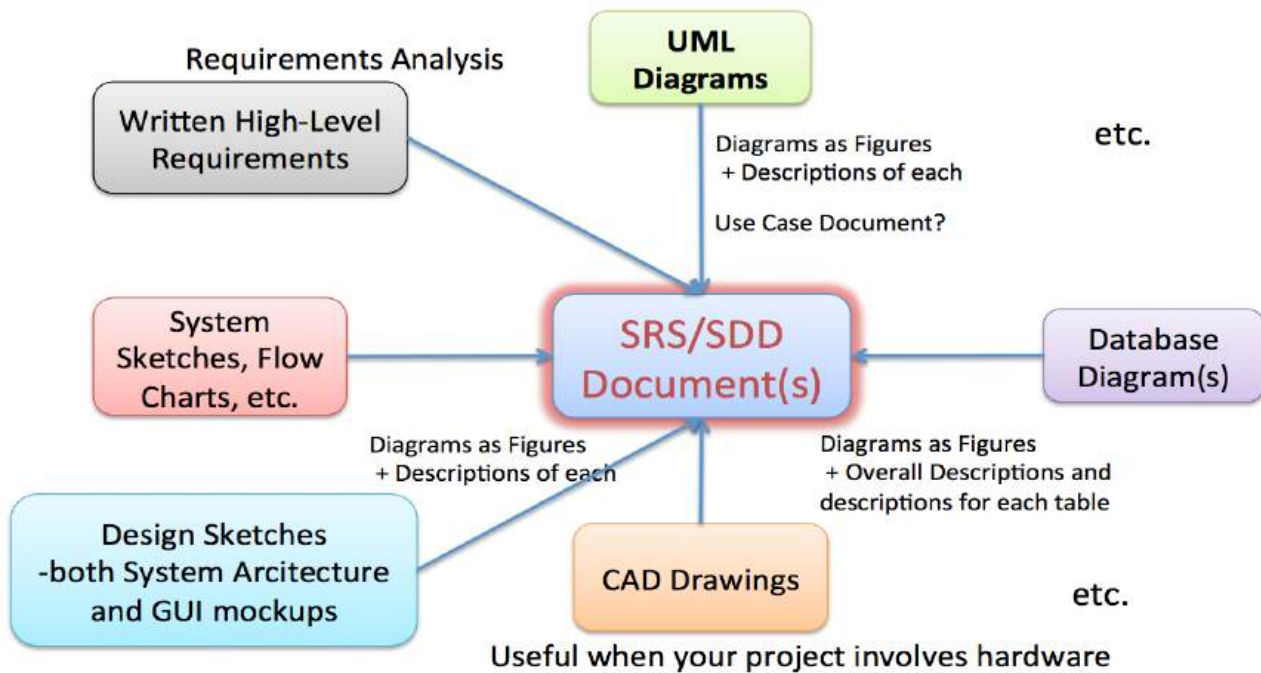 Requirements Analysis
Written High-Level
Requirements
UML
Diagrams
Diagrams as Figures
+ Descriptions of each
Use Case Document?
etc.
System
Sketches, Flow
Charts, etc.
SRS/SDD
Document(s)
Database
Diagram(s)
Diagrams as Figures
+ Descriptions of each
Diagrams as Figures
+ Overall Descriptions and
descriptions for each table
Design Sketches
-both System Arcitecture
and GUI mockups
CAD Drawings
etc.
Useful when your project involves hardware